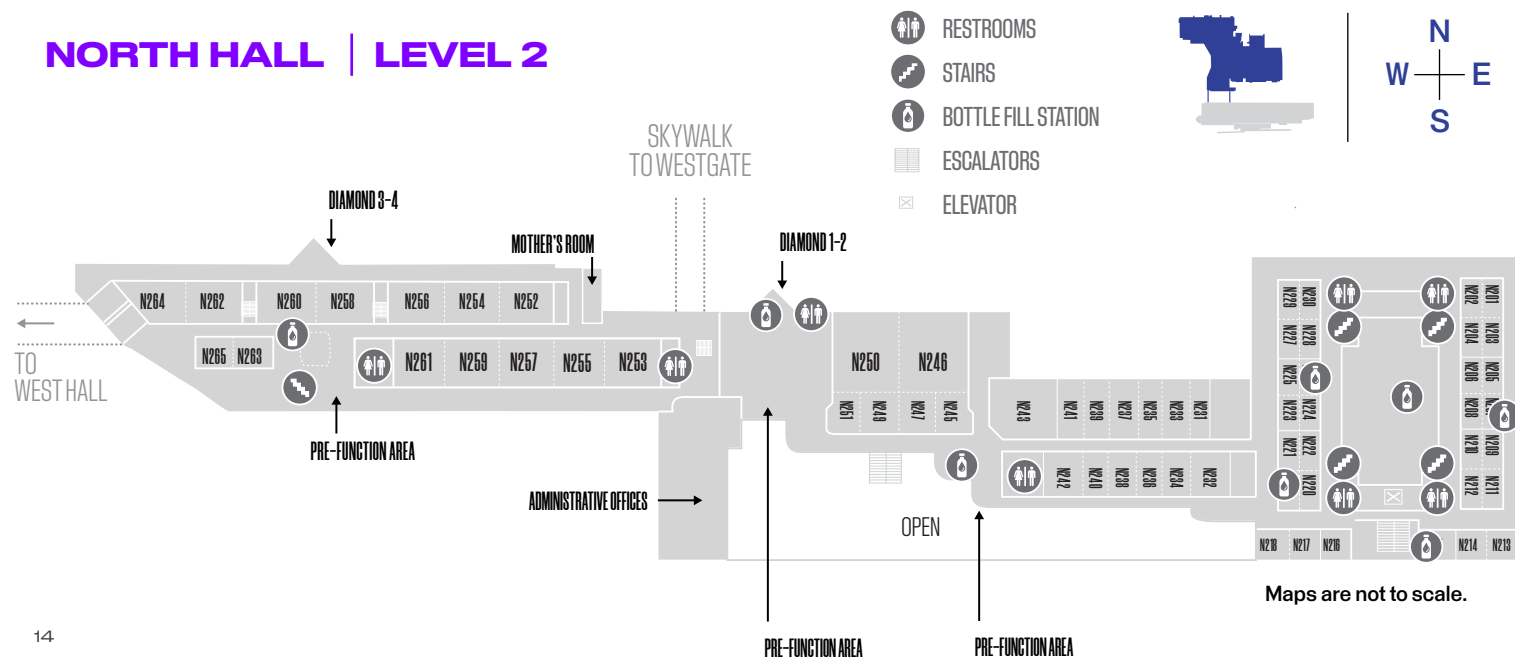 NORTH HALL | LEVEL 2
RESTROOMS
STAIRS
BOTTLE FILL STATION
ESCALATORS
ELEVATOR
N
W E
S
SKYWALK
TO WESTGATE
DIAMOND 3-4
MOTHER'S ROOM
DIAMOND 1-2
N264
N262
N260
N258
N256
N254
N252
N265
N263
N261
N259
N257
N255
N253
TO
WEST HALL
PRE-FUNCTION AREA
ADMINISTRATIVE OFFICES
N250
N246
N251
N249
N247
N245
N243
N241
N239
N237
N235
N233
N231
N242
N240
N238
N236
N234
N232
OPEN
N229
N230
N227
N228
N226
N223
N224
N221
N222
N220
N202
N201
N204
N203
N206
N205
N208
N210
N209
N212
N211
N218
N217
N216
N214
N213
Maps are not to scale.
PRE-FUNCTION AREA
PRE-FUNCTION AREA
14